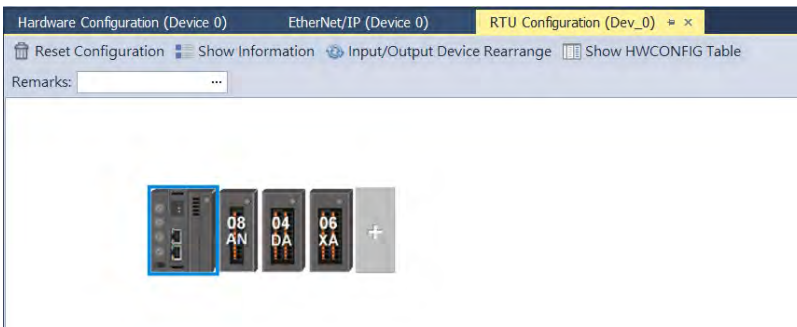 Hardware Configuration (Device 0) EtherNet/IP (Device 0) RTU Configuration (Dev_0)
Reset Configuration Show Information Input/Output Device Rearrange Show HWCONFIG Table
Remarks: ...
08 04 06
AN DA XA